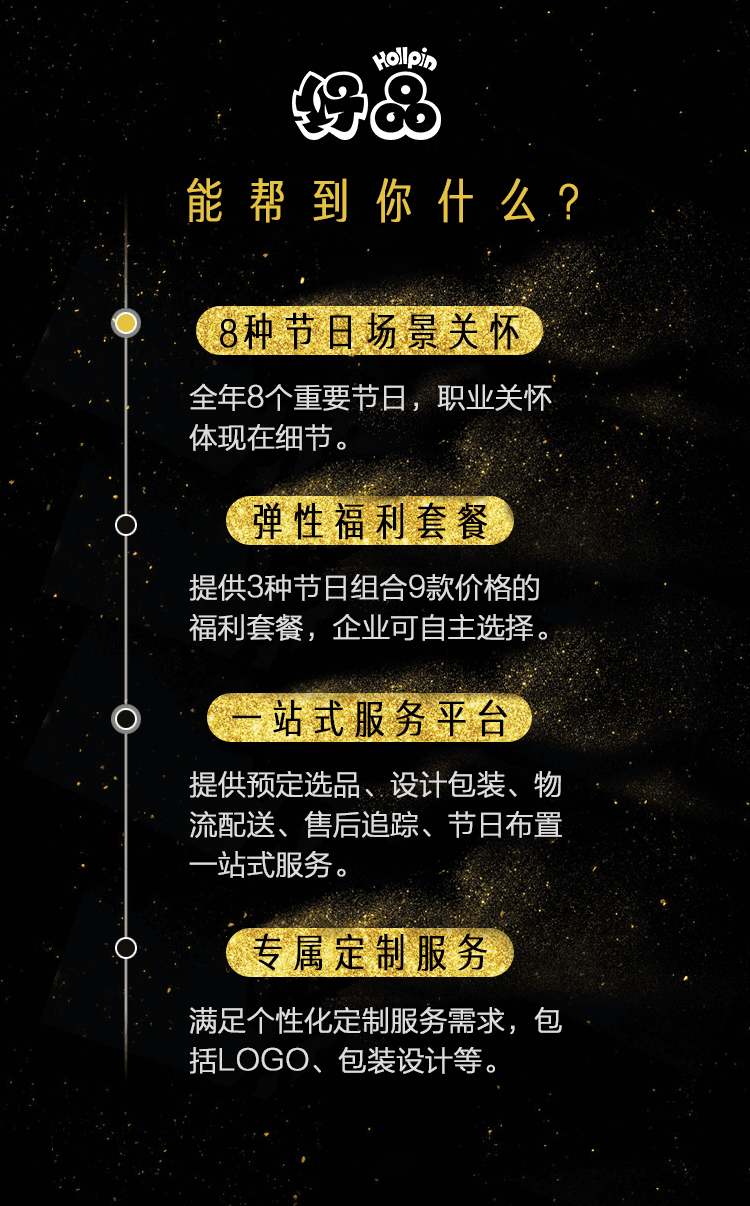 Hollpin
好品
能帮到你什么?
8种节日场景关怀
全年8个重要节日，职业关怀
体现在细节。
弹性福利套餐
提供3种节日组合9款价格的
福利套餐，企业可自主选择。
一站式服务平台
提供预定选品、设计包装、物
流配送、售后追踪、节日布置
一站式服务。
专属定制服务
满足个性化定制服务需求，包
括LOGO、包装设计等。